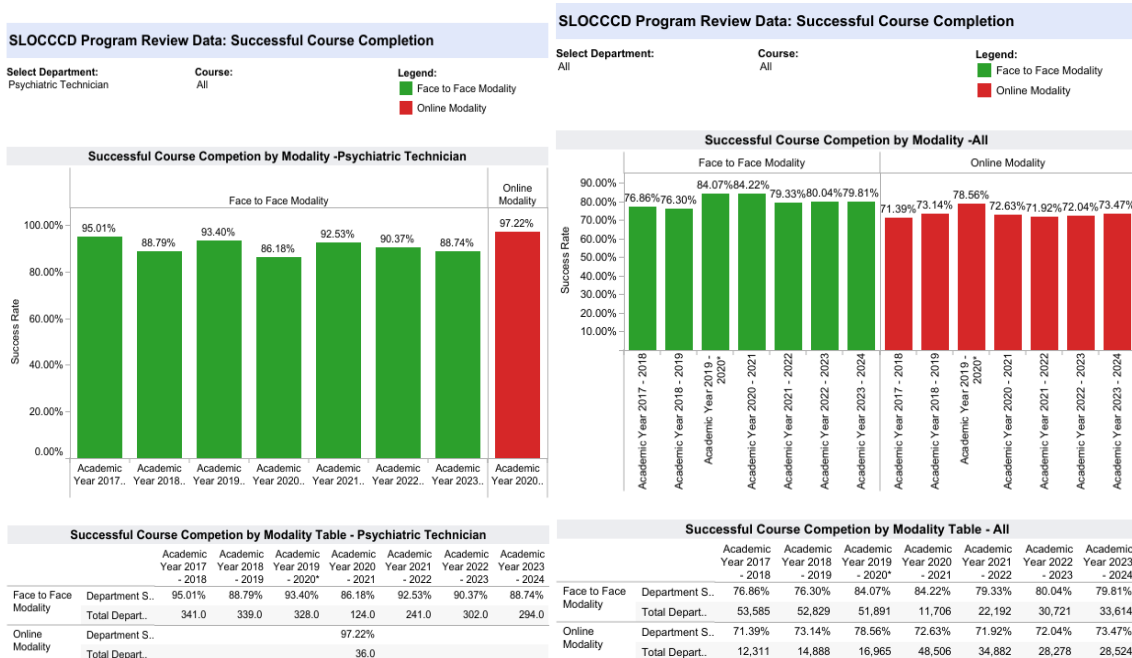 SLOCCCD Program Review Data: Successful Course Completion
Select Department:
Psychiatric Technician
Course:
All
Legend:
Face to Face Modality
Online Modality
Successful Course Competion by Modality -Psychiatric Technician
Face to Face Modality
Online
Modality
Success Rate
100.00%
80.00%
60.00%
40.00%
20.00%
0.00%
95.01%
88.79%
93.40%
86.18%
92.53%
90.37%
88.74%
97.22%
Academic
Year 2017..
Academic
Year 2018..
Academic
Year 2019..
Academic
Year 2020..
Academic
Year 2021..
Academic
Year 2022..
Academic
Year 2023..
Academic
Year 2020..
Successful Course Competion by Modality Table - Psychiatric Technician
Academic Academic Academic Academic Academic Academic Academic
Year 2017 Year 2018 Year 2019 Year 2020 Year 2021 Year 2022 Year 2023
- 2018 - 2019 - 2020* - 2021 - 2022 - 2023 - 2024
Face to Face Department S.. 95.01% 88.79% 93.40% 86.18% 92.53% 90.37% 88.74%
Modality
Total Depart.. 341.0 339.0 328.0 124.0 241.0 302.0 294.0
Online Department S.. 97.22%
Modality
Total Depart.. 36.0
SLOCCCD Program Review Data: Successful Course Completion
Select Department:
All
Course:
All
Legend:
Face to Face Modality
Online Modality
Successful Course Competion by Modality -All
Face to Face Modality
Online Modality
Success Rate
90.00%
80.00%
70.00%
60.00%
50.00%
40.00%
30.00%
20.00%
10.00%
76.86%
76.30%
84.07%
84.22%
79.33%
80.04%
79.81%
71.39%
73.14%
78.56%
72.63%
71.92%
72.04%
73.47%
Academic Year 2017 - 2018
Academic Year 2018 - 2019
Academic Year 2019 -
2020*
Academic Year 2020 - 2021
Academic Year 2021 - 2022
Academic Year 2022 - 2023
Academic Year 2023 - 2024
Academic Year 2017 - 2018
Academic Year 2018 - 2019
Academic Year 2019 -
2020*
Academic Year 2020 - 2021
Academic Year 2021 - 2022
Academic Year 2022 - 2023
Academic Year 2023 - 2024
Successful Course Competion by Modality Table - All
Academic Academic Academic Academic Academic Academic Academic
Year 2017 Year 2018 Year 2019 Year 2020 Year 2021 Year 2022 Year 2023
- 2018 - 2019 - 2020* - 2021 - 2022 - 2023 - 2024
Face to Face Department S.. 76.86% 76.30% 84.07% 84.22% 79.33% 80.04% 79.81%
Modality
Total Depart.. 53,585 52,829 51,891 11,706 22,192 30,721 33,614
Online Department S.. 71.39% 73.14% 78.56% 72.63% 71.92% 72.04% 73.47%
Modality
Total Depart.. 12,311 14,888 16,965 48,506 34,882 28,278 28,524